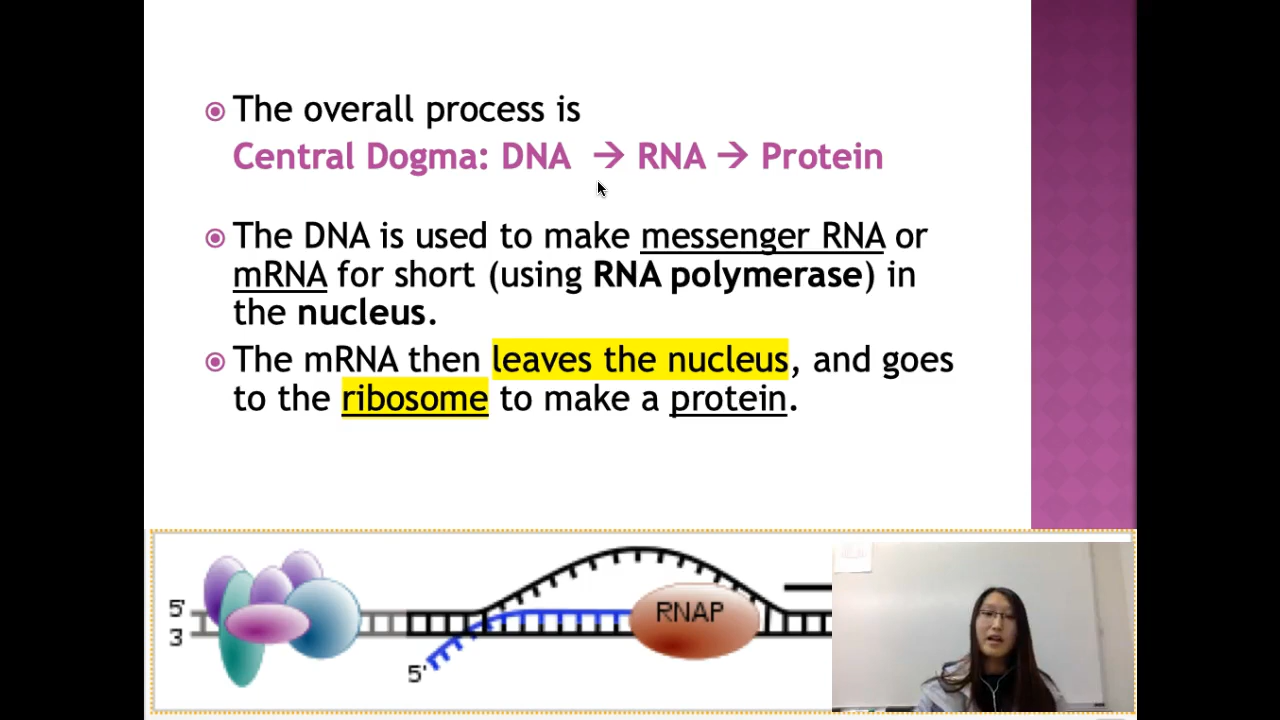 The overall process is
Central Dogma: DNA → RNA → Protein
The DNA is used to make messenger RNA or
mRNA for short (using RNA polymerase) in
the nucleus.
The mRNA then leaves the nucleus, and goes
to the ribosome to make a protein.
5'
3
RNAP
5'